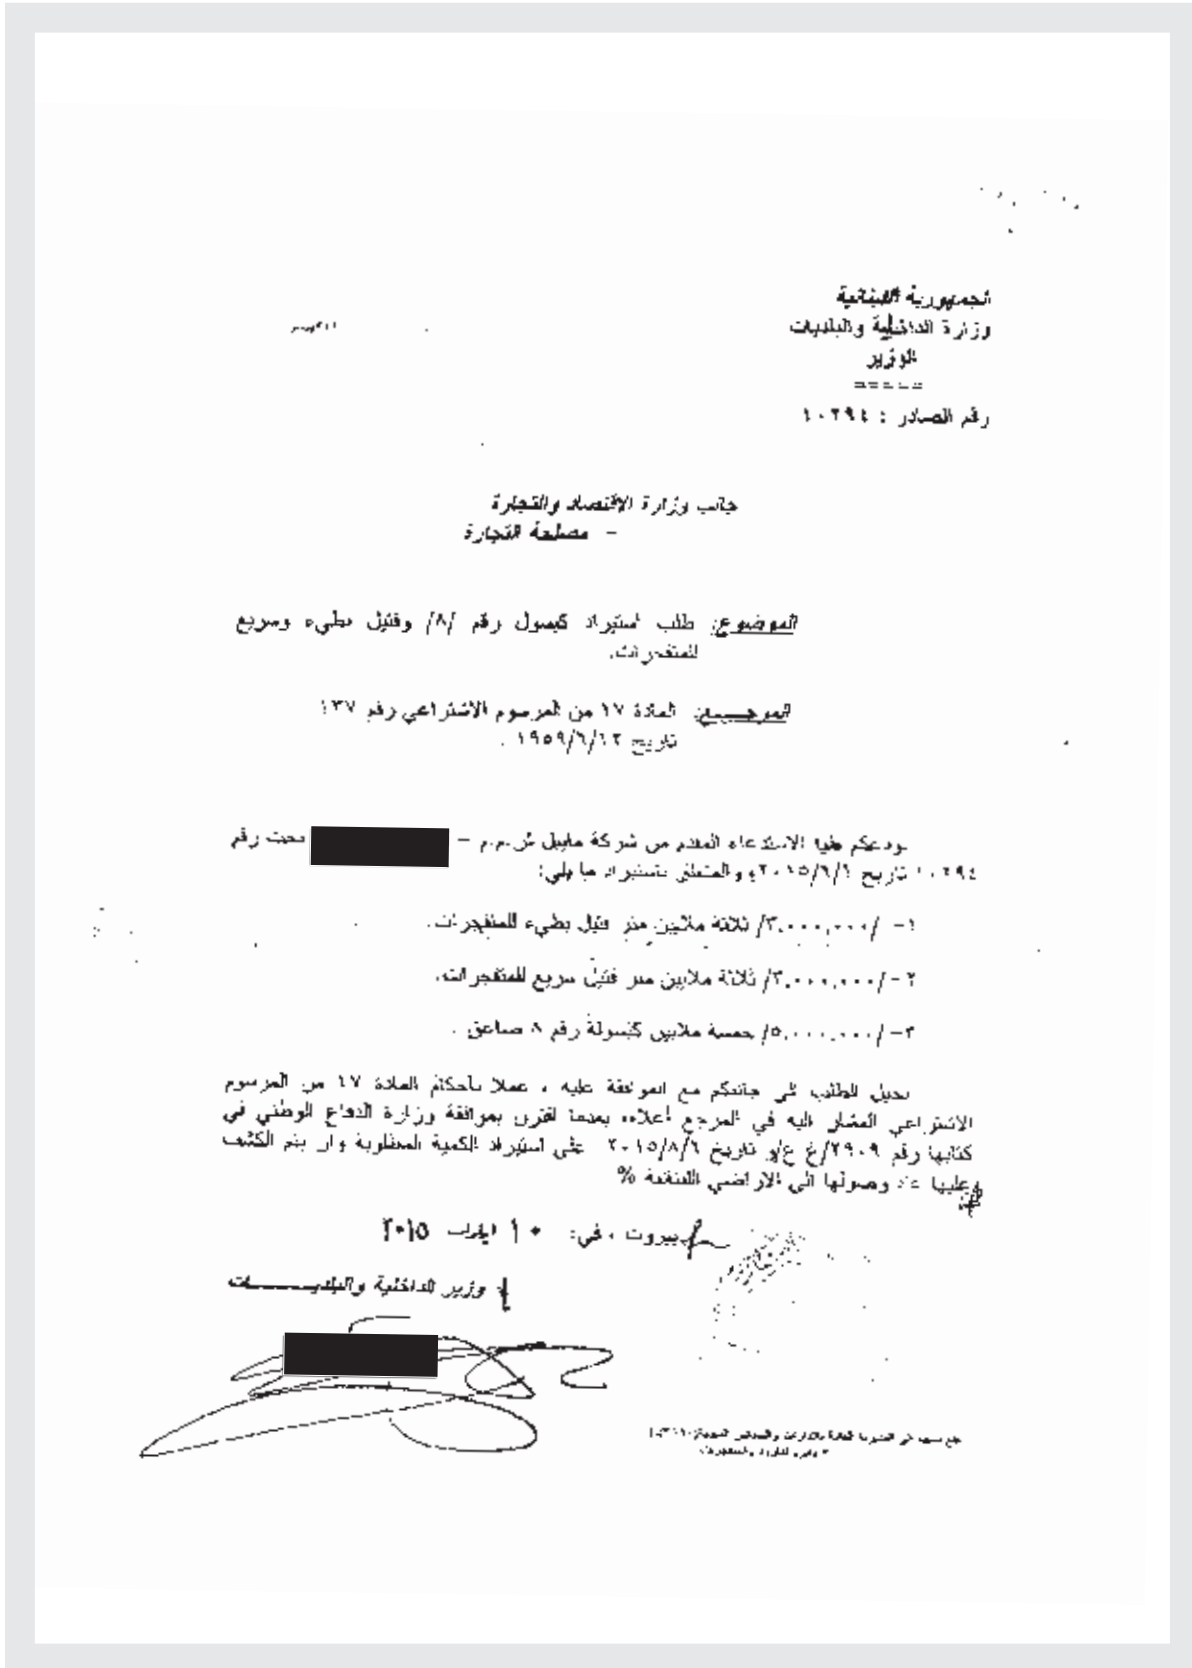 الجمهورية اللبنانية
وزارة الداخلية والبلديات
الوزير
=====
رقم الصادر : ١٠٢٩٤
جانب وزارة الاقتصاد والتجارة
- مصلحة التجارة
الموضوع: طلب استيراد كبسول رقم /٨/ وفتيل بطيء وسريع
للمتفجرات.
المرجع: المادة ١٧ من المرسوم الاشتراعي رقم ١٣٧
تاريخ ١٩٥٩/٦/١٢ .
نودعكم طيا الاستدعاء المقدم من شركة مايبل ش.م.م - تحت رقم
١٠٢٩٤ تاريخ ٢٠١٥/٦/١ والمتعلق باستيراد ما يلي:
١- /٣,٠٠٠,٠٠٠/ ثلاثة ملايين متر فتيل بطيء للمتفجرات.
٢- /٣,٠٠٠,٠٠٠/ ثلاثة ملايين متر فتيل سريع للمتفجرات.
٣- /٥,٠٠٠,٠٠٠/ خمسة ملايين كبسولة رقم ٨ صاعق .
نحيل الطلب الى جانبكم مع الموافقة عليه ، عملا بأحكام المادة ١٧ من المرسوم
الاشتراعي المشار اليه في المرجع أعلاه بعدما اقترن بموافقة وزارة الدفاع الوطني في
كتابها رقم ٢٩٠٩/غ ع/و تاريخ ٢٠١٥/٨/٦ على استيراد الكمية المطلوبة وان يتم الكشف
عليها عند وصولها الى الاراضي اللبنانية %
بيروت ، في: ١٠ ٢٠١٥
وزير الداخلية والبلديات